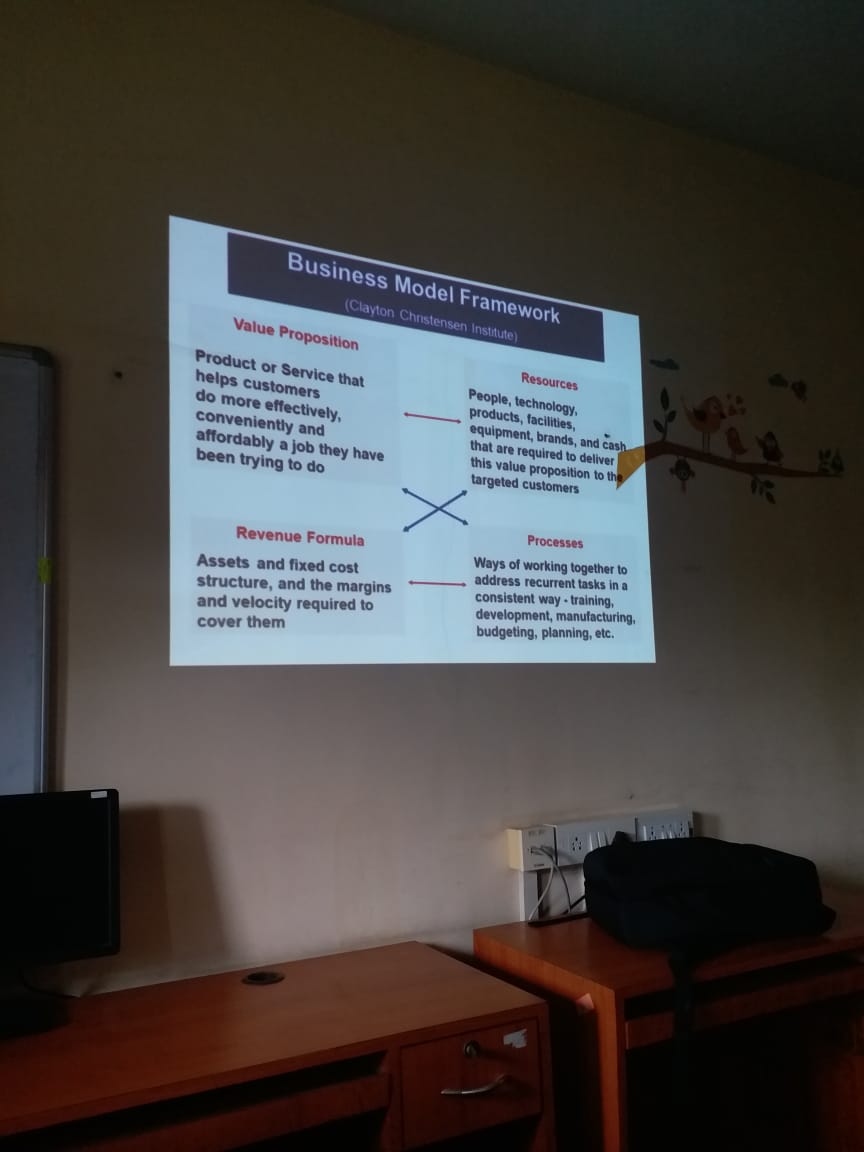 Business Model Framework
(Clayton Christensen Institute)
Value Proposition
Product or Service that
helps customers
do more effectively,
conveniently and
affordably a job they have
been trying to do
Resources
People, technology,
products, facilities,
equipment, brands, and cash
that are required to deliver
this value proposition to the
targeted customers
Revenue Formula
Assets and fixed cost
structure, and the margins
and velocity required to
cover them
Processes
Ways of working together to
address recurrent tasks in a
consistent way - training,
development, manufacturing,
budgeting, planning, etc.